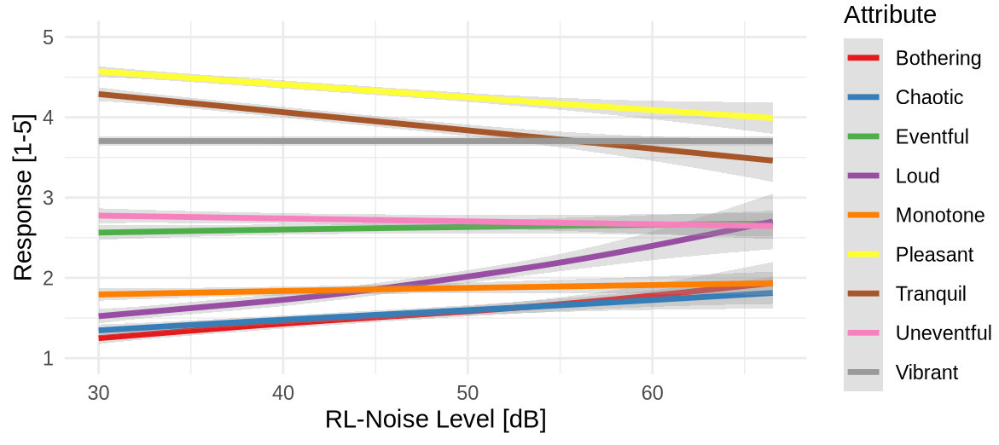 Attribute
Bothering
Chaotic
Eventful
Loud
Monotone
Pleasant
Tranquil
Uneventful
Vibrant
Response [1-5]
5
4
3
2
1
30 40 50 60
RL-Noise Level [dB]